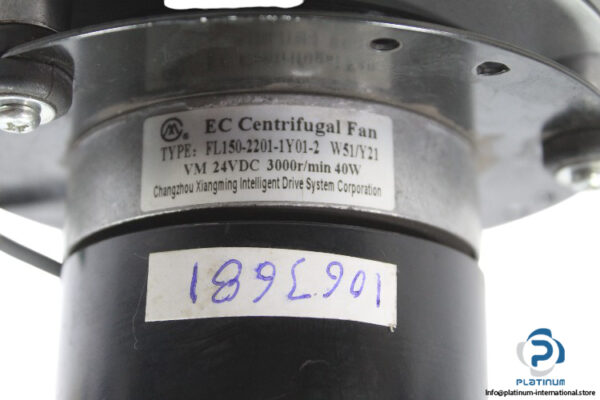 EC Centrifugal Fan
TYPE: FL150-2201-1Y01-2 W51/Y21
VM 24VDC 3000r/min 40W
Changzhou Xiangming Intelligent Drive System Corporation
PLATINUM
Info@platinum-international.store